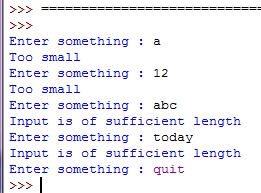 >>> ============================
>>>
Enter something : a
Too small
Enter something : 12
Too small
Enter something : abc
Input is of sufficient length
Enter something : today
Input is of sufficient length
Enter something : quit
>>>